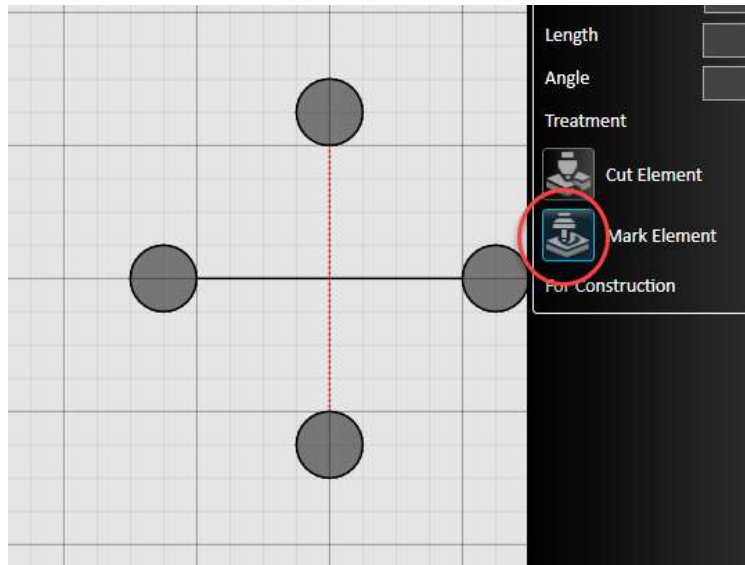 Length
Angle
Treatment
Cut Element
Mark Element
For Construction